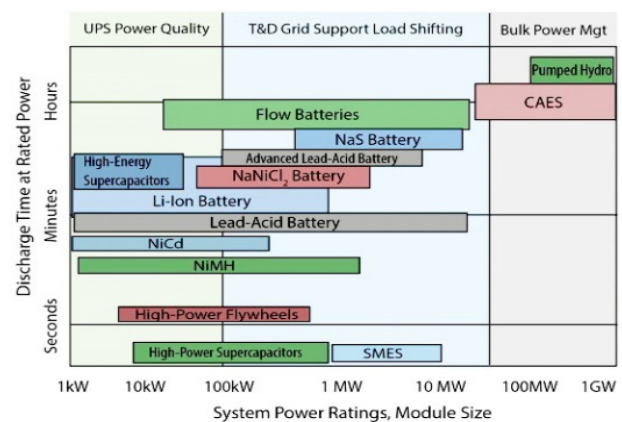 UPS Power Quality T&D Grid Support Load Shifting Bulk Power Mgt
Discharge Time at Rated Power
Hours
Minutes
Seconds
Pumped Hydro
CAES
Flow Batteries
NaS Battery
Advanced Lead-Acid Battery
High-Energy
Supercapacitors
NaNiCl₂ Battery
Li-Ion Battery
Lead-Acid Battery
NiCd
NiMH
High-Power Flywheels
High-Power Supercapacitors
SMES
1kW 10kW 100kW 1 MW 10 MW 100MW 1GW
System Power Ratings, Module Size